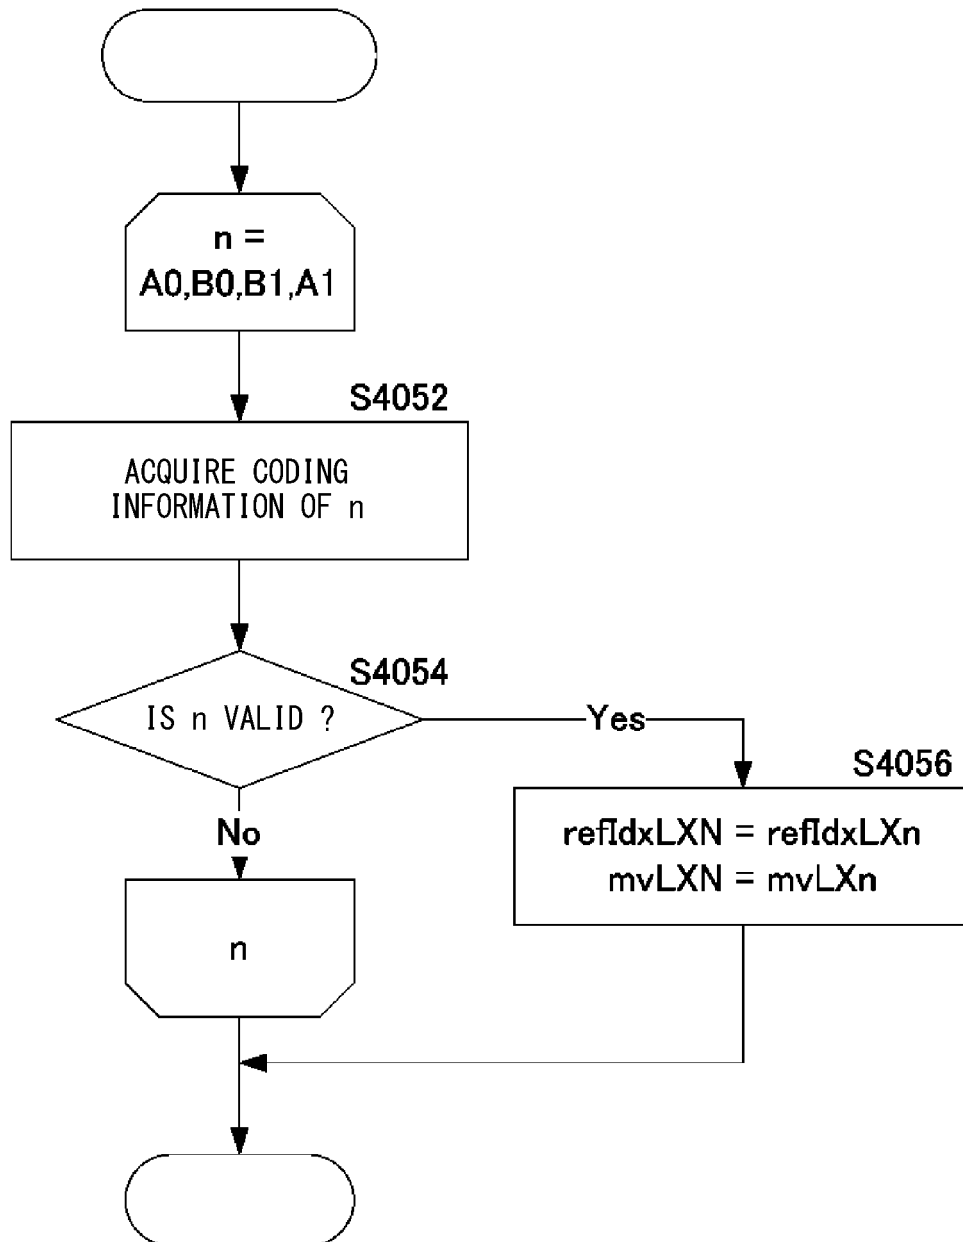 n =
A0,B0,B1,A1
S4052
ACQUIRE CODING
INFORMATION OF n
S4054
IS n VALID ?
Yes
S4056
refIdxLXN = refIdxLXn
mvLXN = mvLXn
No
n